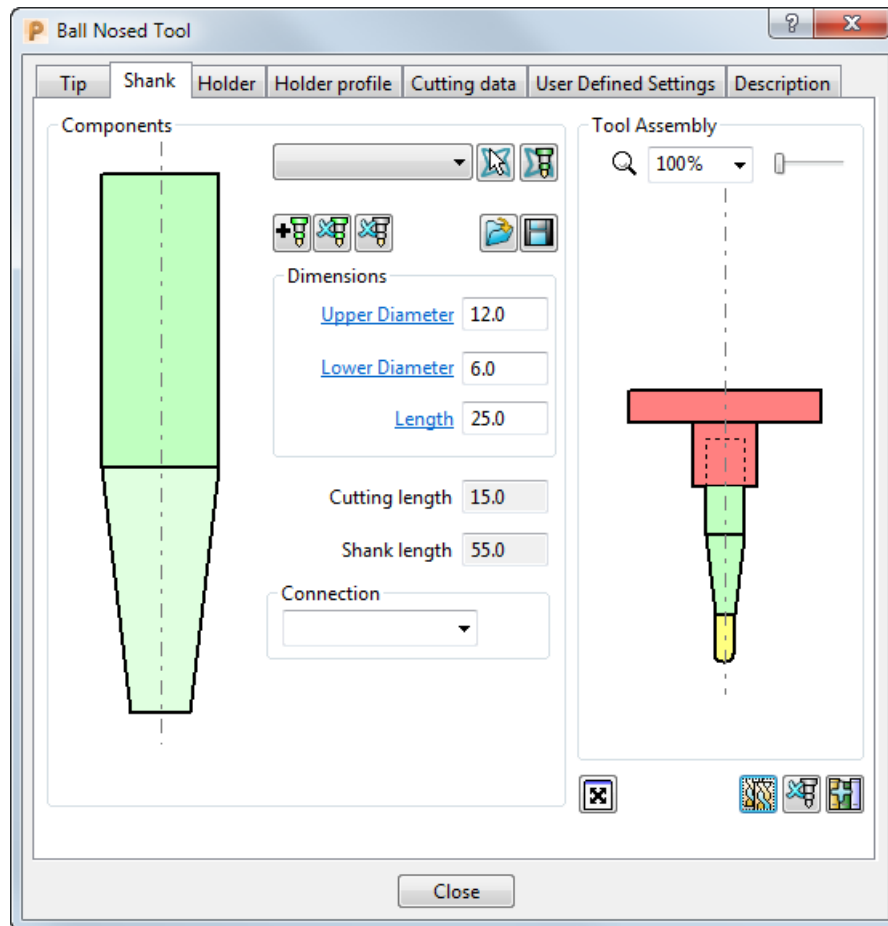 Ball Nosed Tool
Tip Shank Holder Holder profile Cutting data User Defined Settings Description
Components
Tool Assembly
100%
Dimensions
Upper Diameter 12.0
Lower Diameter 6.0
Length 25.0
Cutting length 15.0
Shank length 55.0
Connection
Close